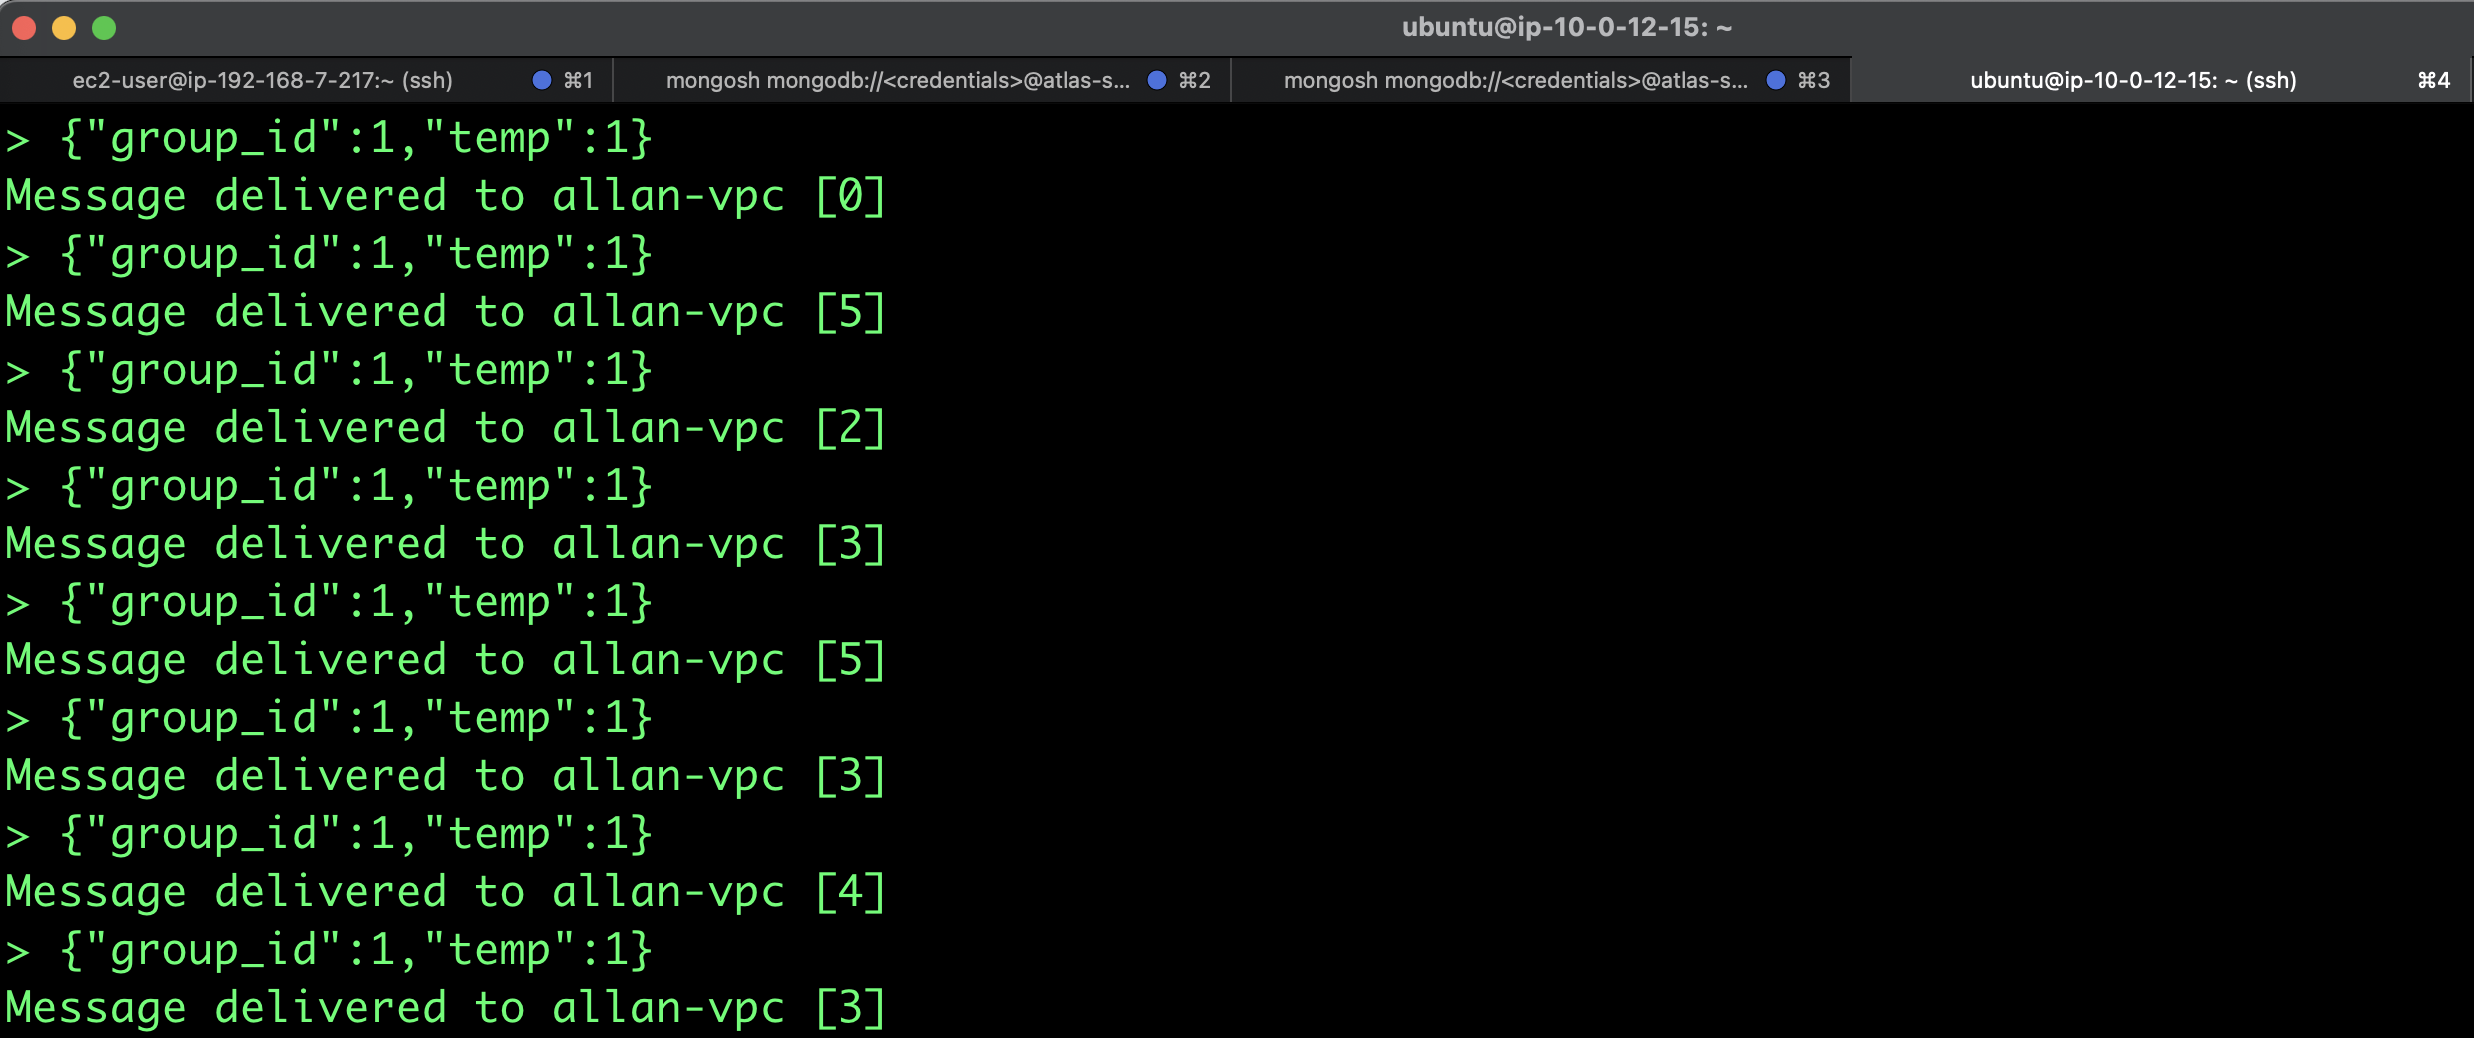 ubuntu@ip-10-0-12-15: ~
ec2-user@ip-192-168-7-217:~ (ssh) ⌘1 mongosh mongodb://<credentials>@atlas-s... ⌘2 mongosh mongodb://<credentials>@atlas-s... ⌘3 ubuntu@ip-10-0-12-15: ~ (ssh) ⌘4
> {"group_id":1,"temp":1}
Message delivered to allan-vpc [0]
> {"group_id":1,"temp":1}
Message delivered to allan-vpc [5]
> {"group_id":1,"temp":1}
Message delivered to allan-vpc [2]
> {"group_id":1,"temp":1}
Message delivered to allan-vpc [3]
> {"group_id":1,"temp":1}
Message delivered to allan-vpc [5]
> {"group_id":1,"temp":1}
Message delivered to allan-vpc [3]
> {"group_id":1,"temp":1}
Message delivered to allan-vpc [4]
> {"group_id":1,"temp":1}
Message delivered to allan-vpc [3]